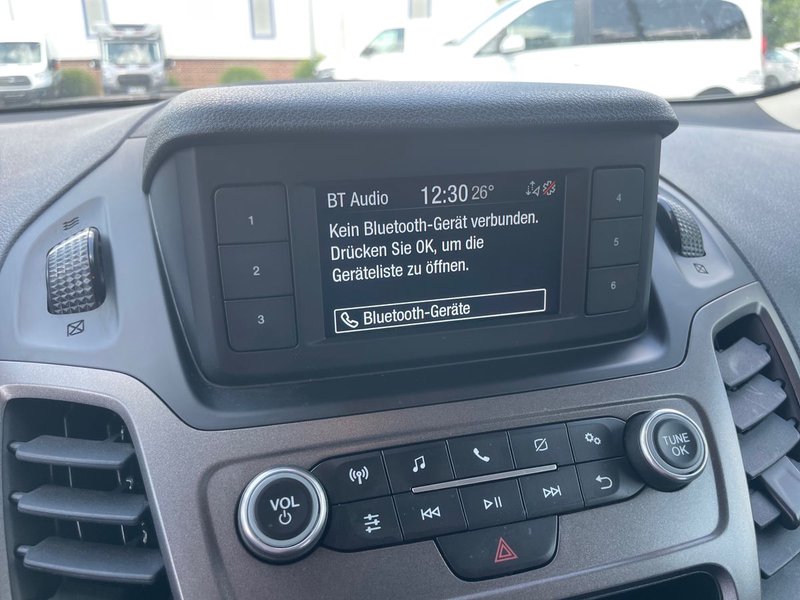 BT Audio 12:30 26°
Kein Bluetooth-Gerät verbunden.
Drücken Sie OK, um die
Geräteliste zu öffnen.
Bluetooth-Geräte
1
2
3
4
5
6
VOL
TUNE
OK